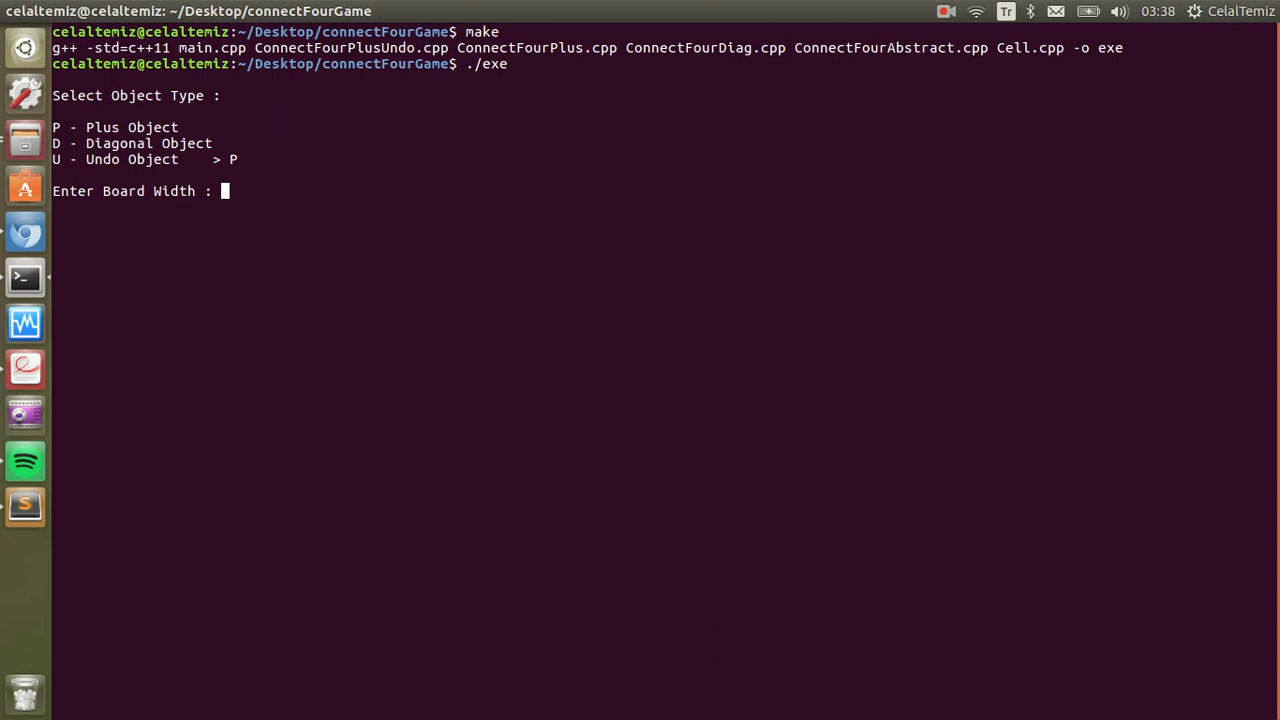 celaltemiz@celaltemiz: ~/Desktop/connectFourGame
Tr
03:38
CelalTemiz
celaltemiz@celaltemiz:~/Desktop/connectFourGame$ make
g++ -std=c++11 main.cpp ConnectFourPlusUndo.cpp ConnectFourPlus.cpp ConnectFourDiag.cpp ConnectFourAbstract.cpp Cell.cpp -o exe
celaltemiz@celaltemiz:~/Desktop/connectFourGame$ ./exe
Select Object Type :
P - Plus Object
D - Diagonal Object
U - Undo Object    > P
Enter Board Width :